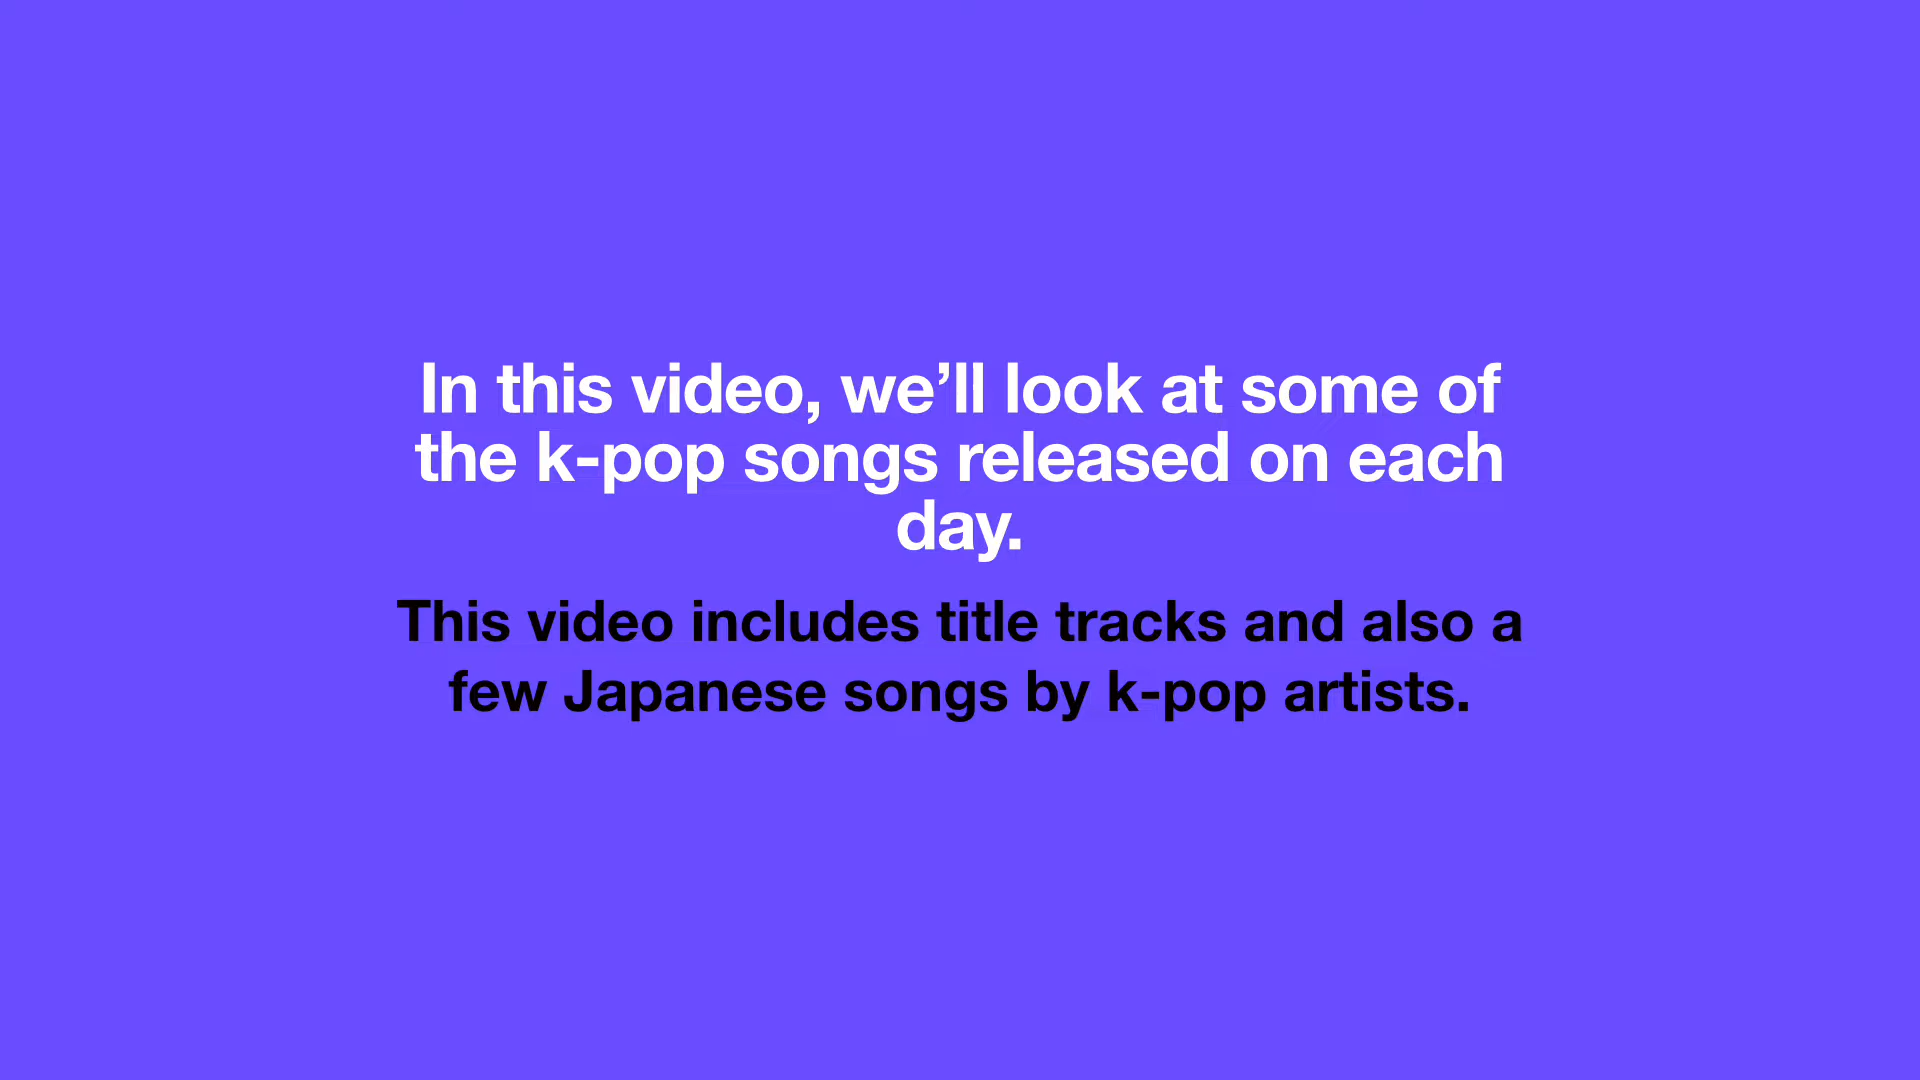 In this video, we’ll look at some of
the k-pop songs released on each
day.
This video includes title tracks and also a
few Japanese songs by k-pop artists.